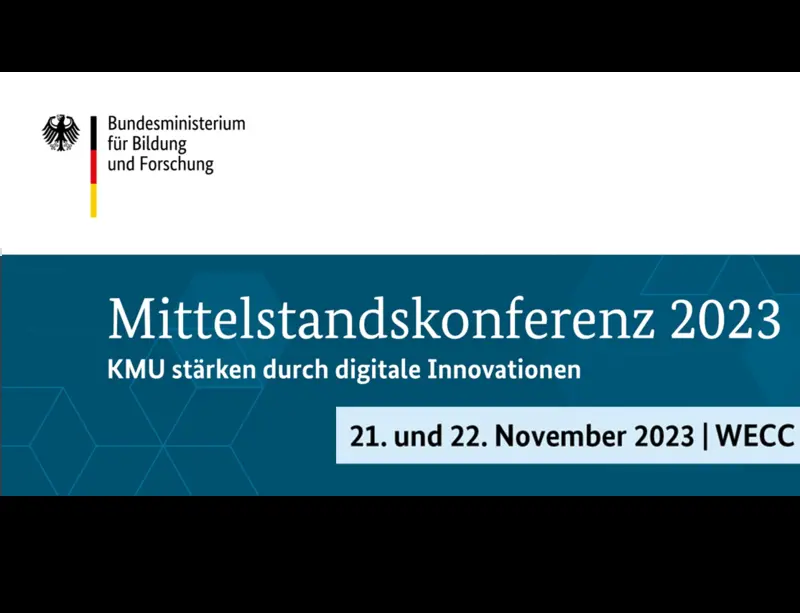 Bundesministerium
für Bildung
und Forschung
Mittelstandskonferenz 2023
KMU stärken durch digitale Innovationen
21. und 22. November 2023 | WECC